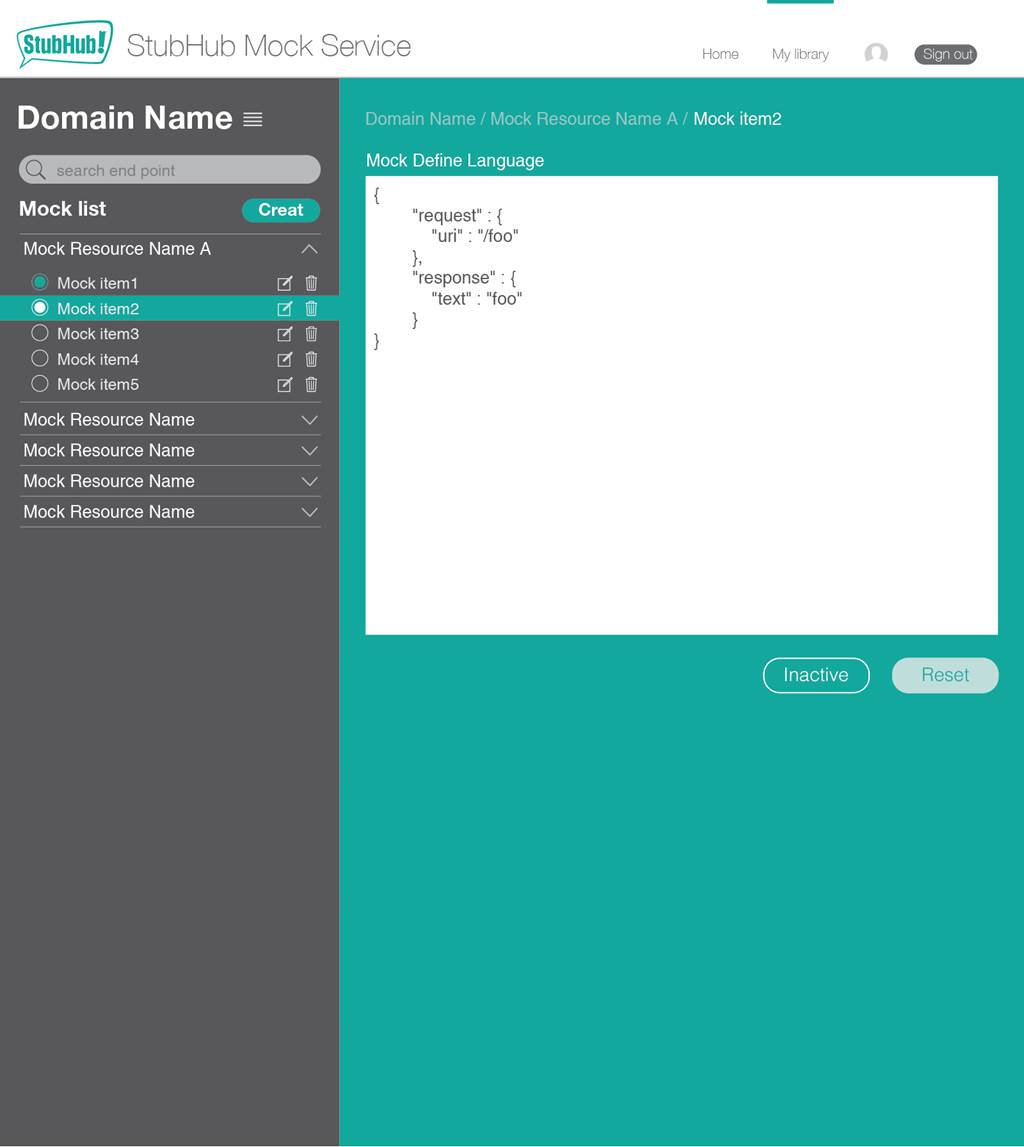 StubHub! StubHub Mock Service
Home My library Sign out
Domain Name
search end point
Mock list Creat
Mock Resource Name A
Mock item1
Mock item2
Mock item3
Mock item4
Mock item5
Mock Resource Name
Mock Resource Name
Mock Resource Name
Mock Resource Name
Domain Name / Mock Resource Name A / Mock item2
Mock Define Language
{
"request" : {
"uri" : "/foo"
},
"response" : {
"text" : "foo"
}
}
Inactive Reset